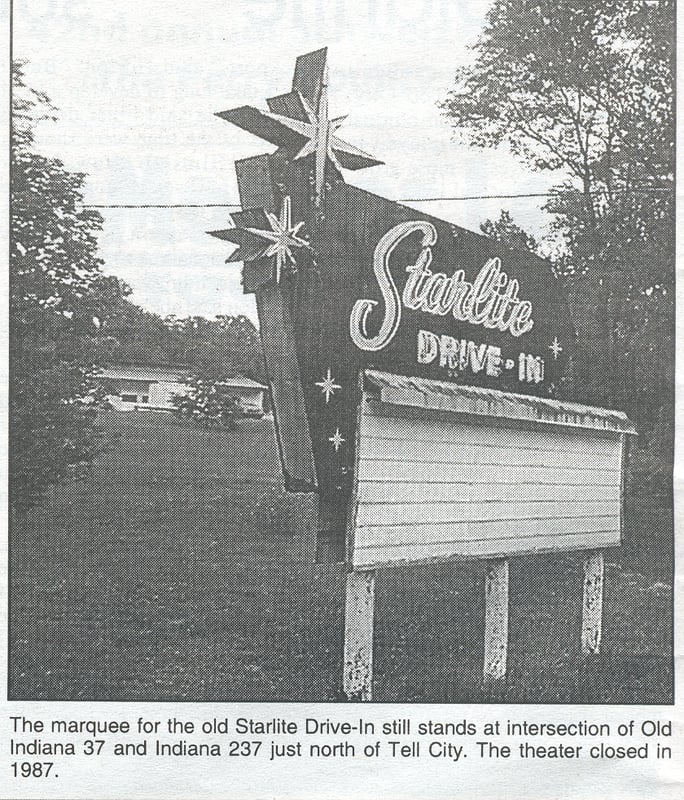 Starlite
DRIVE-IN
The marquee for the old Starlite Drive-In still stands at intersection of Old
Indiana 37 and Indiana 237 just north of Tell City. The theater closed in
1987.